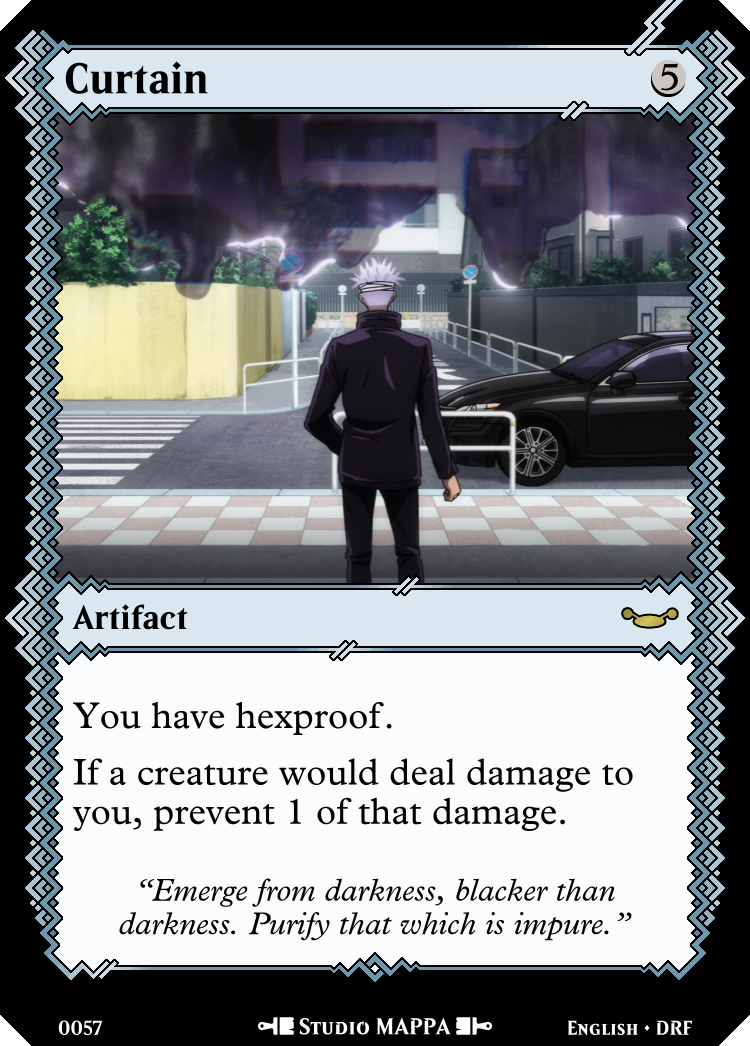 Curtain 5
Artifact
You have hexproof.
If a creature would deal damage to
you, prevent 1 of that damage.
“Emerge from darkness, blacker than
darkness. Purify that which is impure.”
0057 Studio MAPPA English • DRF